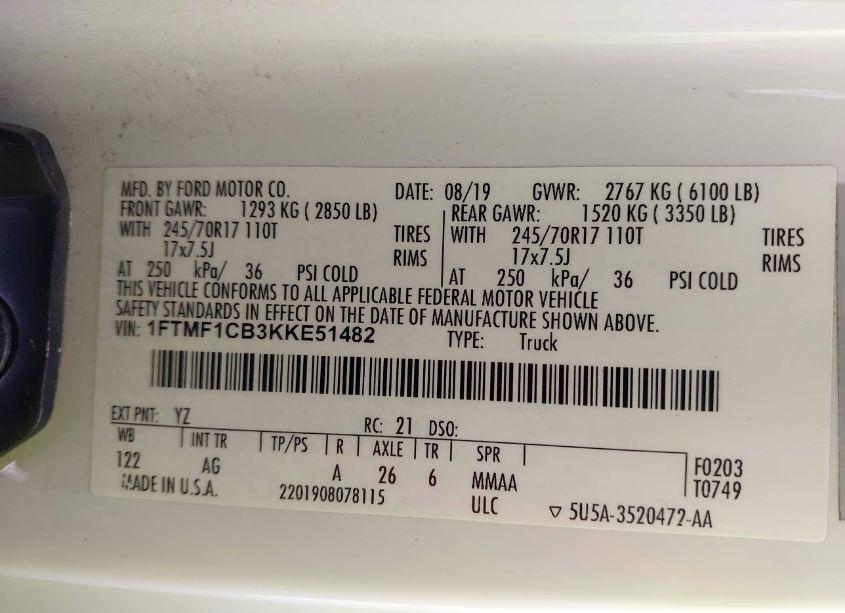 MFD. BY FORD MOTOR CO. DATE: 08/19 GVWR: 2767 KG ( 6100 LB)
FRONT GAWR: 1293 KG ( 2850 LB) REAR GAWR: 1520 KG ( 3350 LB)
WITH 245/70R17 110T TIRES WITH 245/70R17 110T TIRES
17x7.5J RIMS 17x7.5J RIMS
AT 250 kPa/ 36 PSI COLD AT 250 kPa/ 36 PSI COLD
THIS VEHICLE CONFORMS TO ALL APPLICABLE FEDERAL MOTOR VEHICLE
SAFETY STANDARDS IN EFFECT ON THE DATE OF MANUFACTURE SHOWN ABOVE.
VIN: 1FTMF1CB3KKE51482 TYPE: Truck
EXT PNT: YZ RC: 21 DSO:
WB INT TR TP/PS R AXLE TR SPR
122 AG A 26 6 MMAA F0203
MADE IN U.S.A. 2201908078115 ULC T0749
5U5A-3520472-AA